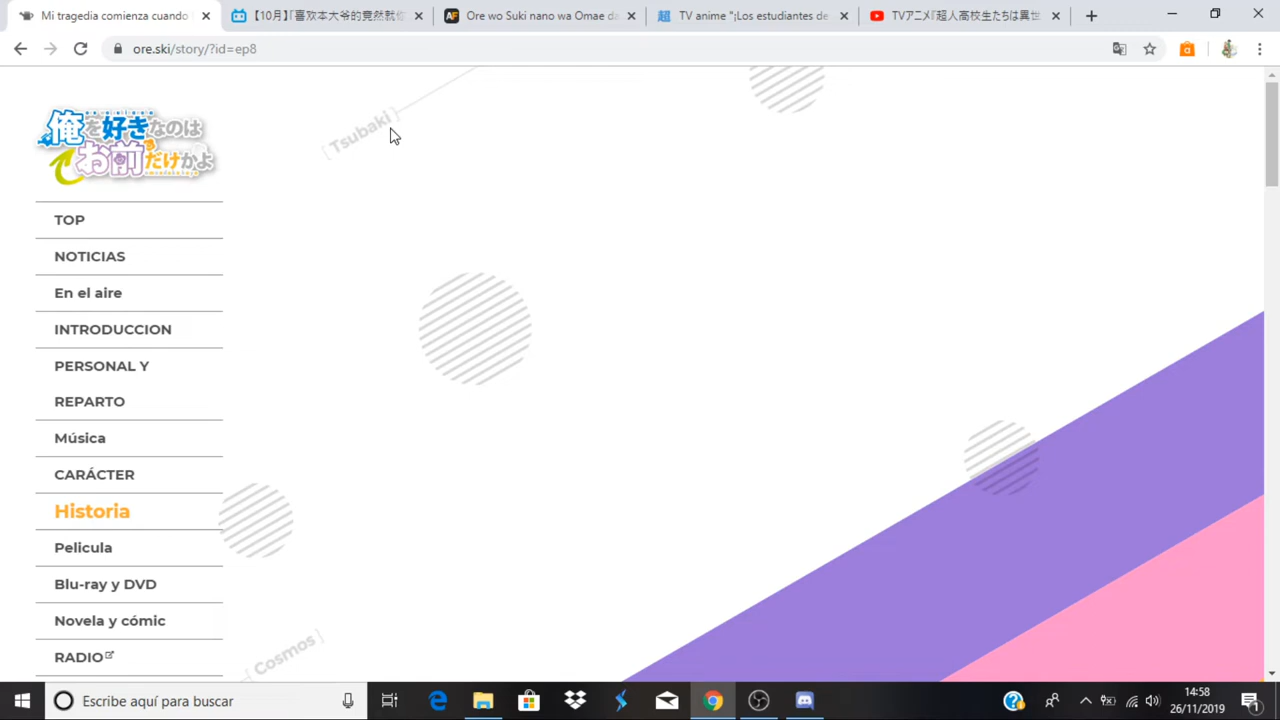 Mi tragedia comienza cuando
【10月】「喜欢本大爷的竟然就你
Ore wo Suki nano wa Omae da
TV anime "¡Los estudiantes de
TVアニメ『超人高校生たちは異世
ore.ski/story/?id=ep8
[ Tsubaki ]
俺を好きなのは
お前だけかよ
TOP
NOTICIAS
En el aire
INTRODUCCION
PERSONAL Y
REPARTO
Música
CARÁCTER
Historia
Pelicula
Blu-ray y DVD
Novela y cómic
RADIO
[ Cosmos ]
Escribe aquí para buscar
14:58
26/11/2019
1